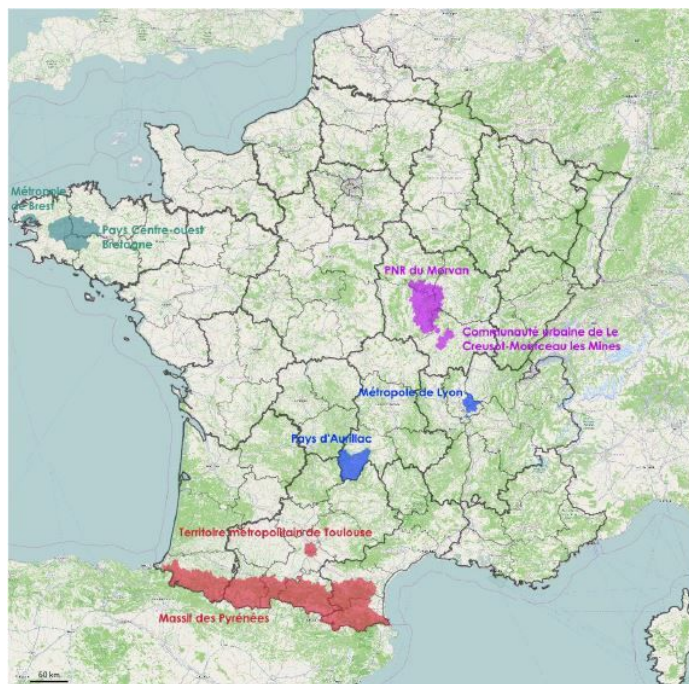 Métropole
de Brest
Pays Centre-ouest
Bretagne
PNR du Morvan
Communauté urbaine de Le
Creusot-Montceau les Mines
Métropole de Lyon
Pays d'Aurillac
Territoire métropolitain de Toulouse
Massif des Pyrénées
60 km